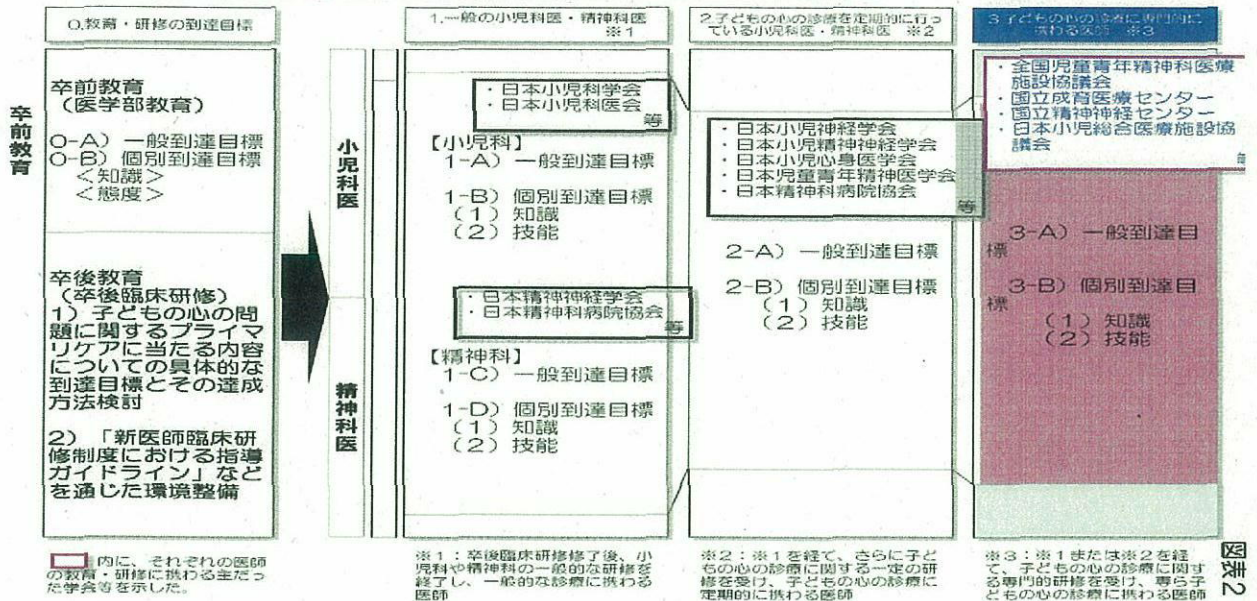 0.教育・研修の到達目標
卒前教育
卒前教育
(医学部教育)
0-A) 一般到達目標
0-B) 個別到達目標
<知識>
<態度>
卒後教育
(卒後臨床研修)
1) 子どもの心の問
題に関するプライマ
リケアに当たる内容
についての具体的な
到達目標とその達成
方法検討
2) 「新医師臨床研
修制度における指導
ガイドライン」など
を通じた環境整備
内に、それぞれの医師
の教育・研修に携わる主だっ
た学会等を示した。
小児科医
精神科医
1.一般の小児科医・精神科医
※1
・日本小児科学会
・日本小児科医会
等
【小児科】
1-A) 一般到達目標
1-B) 個別到達目標
(1) 知識
(2) 技能
・日本精神神経学会
・日本精神科病院協会
等
【精神科】
1-C) 一般到達目標
1-D) 個別到達目標
(1) 知識
(2) 技能
※1:卒後臨床研修修了後、小
児科や精神科の一般的な研修を
終了し、一般的な診療に携わる
医師
2.子どもの心の診療を定期的に行っ
ている小児科医・精神科医 ※2
・日本小児神経学会
・日本小児精神神経学会
・日本小児心身医学会
・日本児童青年精神医学会
・日本精神科病院協会
等
2-A) 一般到達目標
2-B) 個別到達目標
(1) 知識
(2) 技能
※2:※1を経て、さらに子ど
もの心の診療に関する一定の研
修を受け、子どもの心の診療に
定期的に携わる医師
3.子どもの心の診療に専門的に
携わる医師 ※3
・全国児童青年精神科医療
施設協議会
・国立成育医療センター
・国立精神神経センター
・日本小児総合医療施設協
議会
3-A) 一般到達目
標
3-B) 個別到達目
標
(1) 知識
(2) 技能
※3:※1または※2を経
て、子どもの心の診療に関す
る専門的研修を受け、専ら子
どもの心の診療に携わる医師
図表2